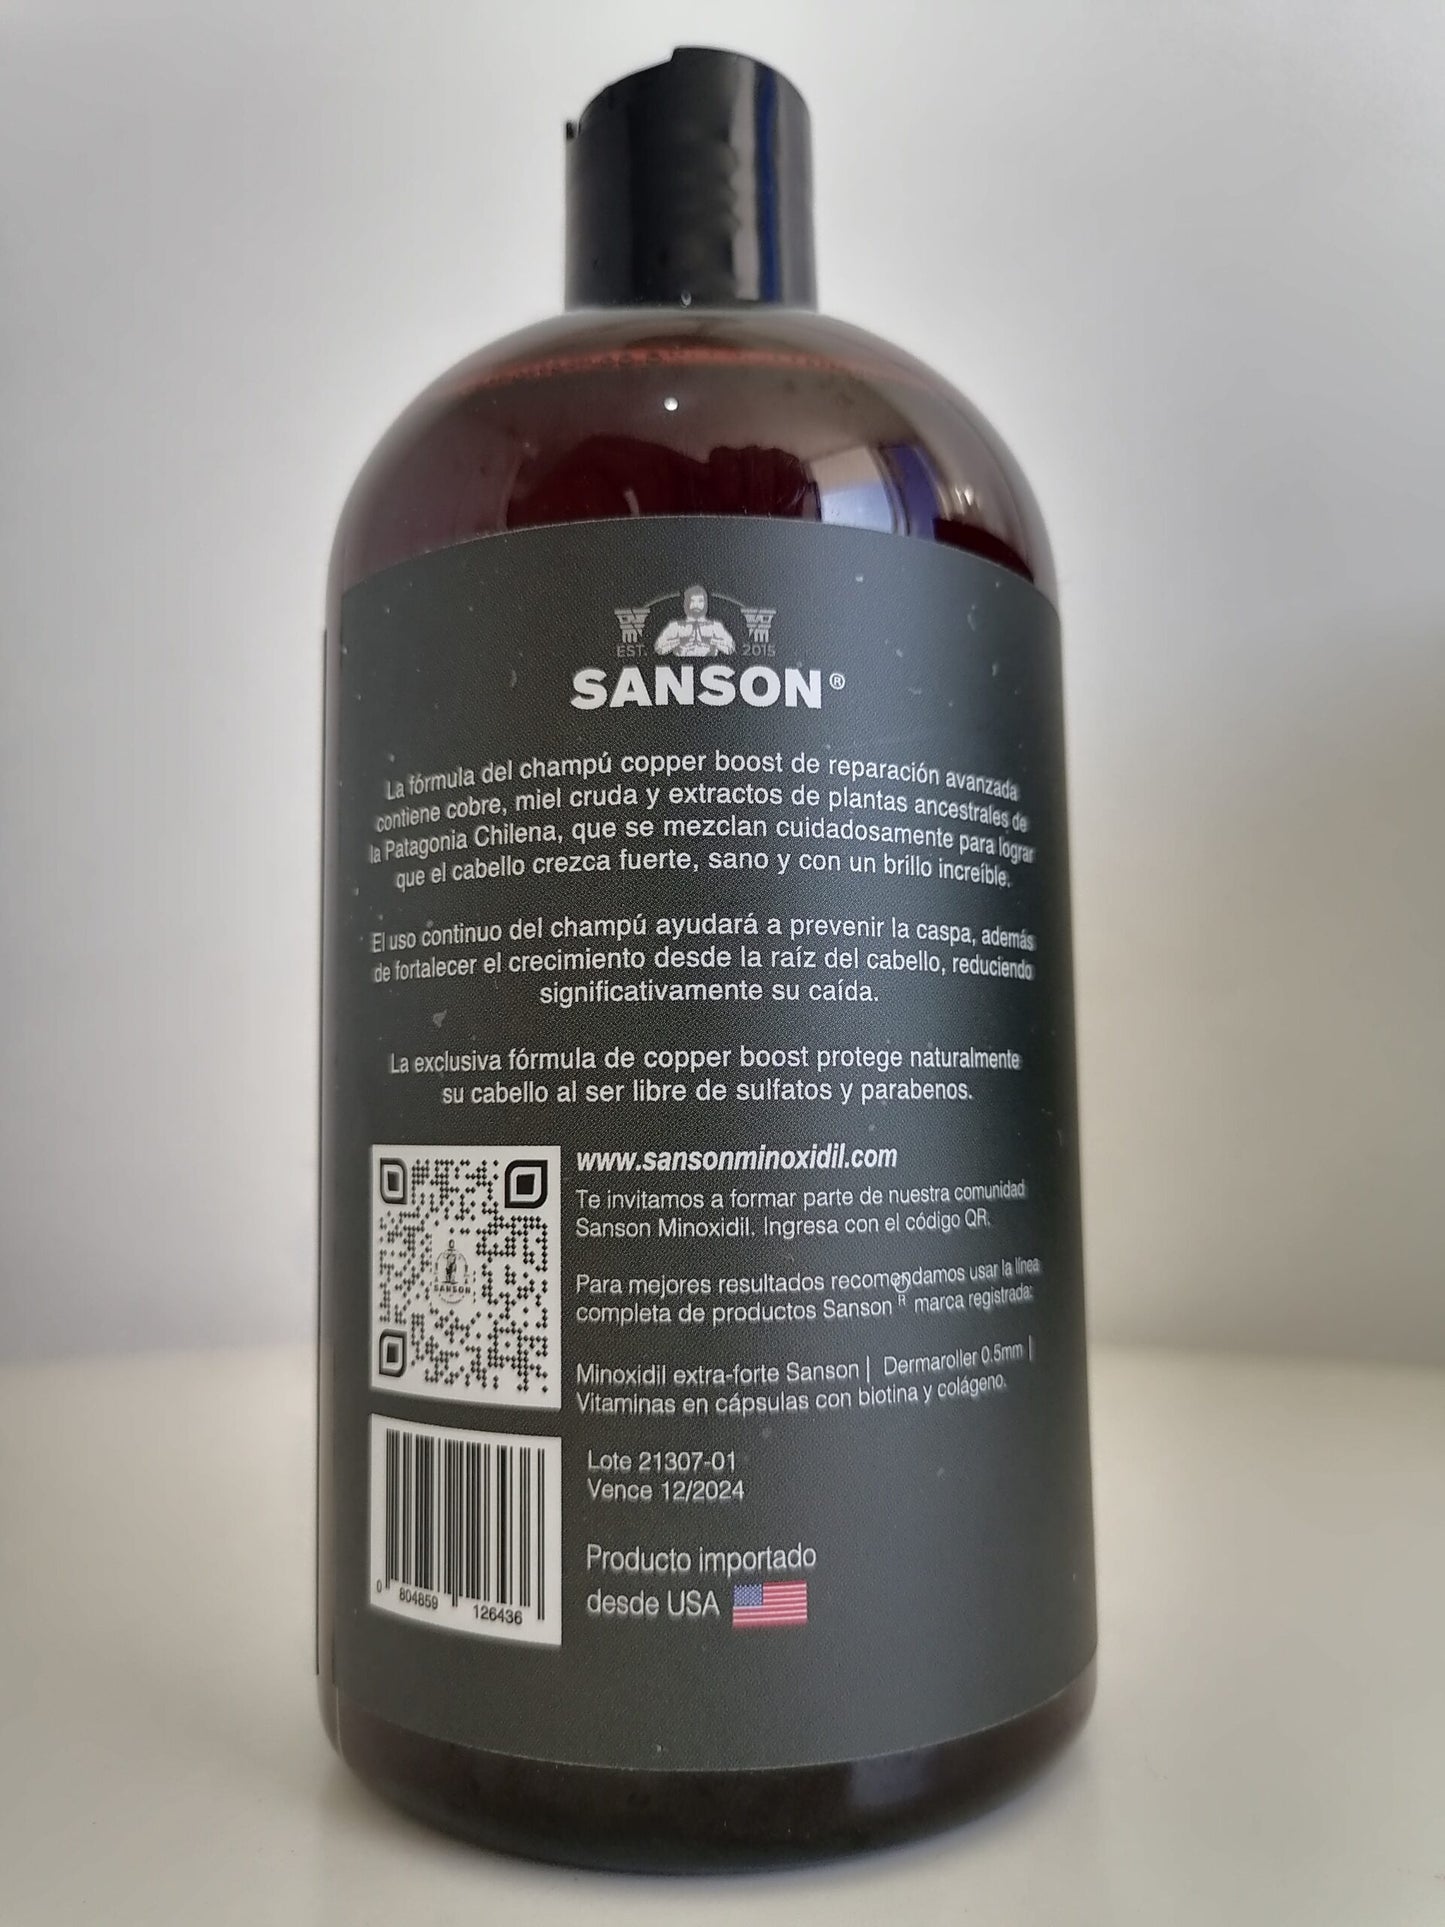 EST. 2015
SANSON®
La fórmula del champú copper boost de reparación avanzada
contiene cobre, miel cruda y extractos de plantas ancestrales de
la Patagonia Chilena, que se mezclan cuidadosamente para lograr
que el cabello crezca fuerte, sano y con un brillo increíble.
El uso continuo del champú ayudará a prevenir la caspa, además
de fortalecer el crecimiento desde la raíz del cabello, reduciendo
significativamente su caída.
La exclusiva fórmula de copper boost protege naturalmente
su cabello al ser libre de sulfatos y parabenos.
www.sansonminoxidil.com
Te invitamos a formar parte de nuestra comunidad
Sanson Minoxidil. Ingresa con el código QR.
SANSON
Para mejores resultados recomendamos usar la línea
completa de productos Sanson ® marca registrada:
Minoxidil extra-forte Sanson | Dermaroller 0.5mm |
Vitaminas en cápsulas con biotina y colágeno.
Lote 21307-01
Vence 12/2024
Producto importado
desde USA
0 804859 126436